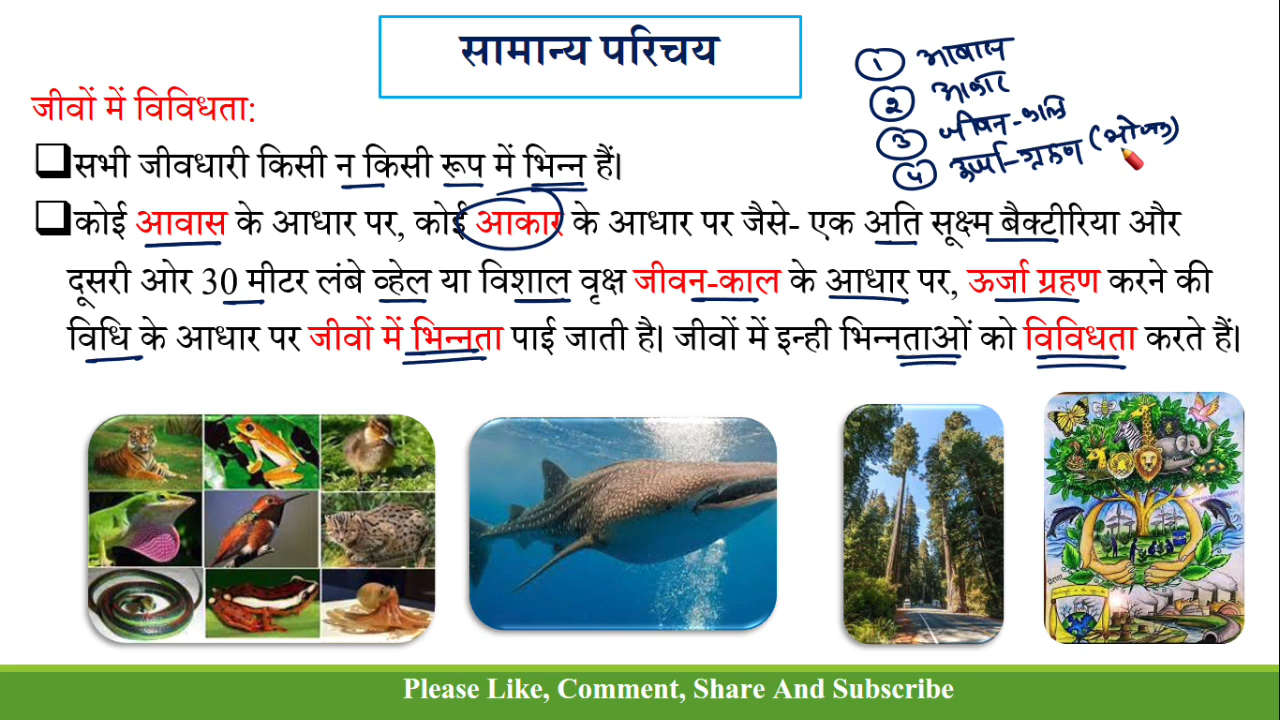 सामान्य परिचय
1 आवास
2 आकार
3 जीवन-काल
4 ऊर्जा-ग्रहण (भोजन)
जीवों में विविधता:
सभी जीवधारी किसी न किसी रूप में भिन्न हैं।
कोई आवास के आधार पर, कोई आकार के आधार पर जैसे- एक अति सूक्ष्म बैक्टीरिया और
दूसरी ओर 30 मीटर लंबे व्हेल या विशाल वृक्ष जीवन-काल के आधार पर, ऊर्जा ग्रहण करने की
विधि के आधार पर जीवों में भिन्नता पाई जाती है। जीवों में इन्ही भिन्नताओं को विविधता करते हैं।
Please Like, Comment, Share And Subscribe